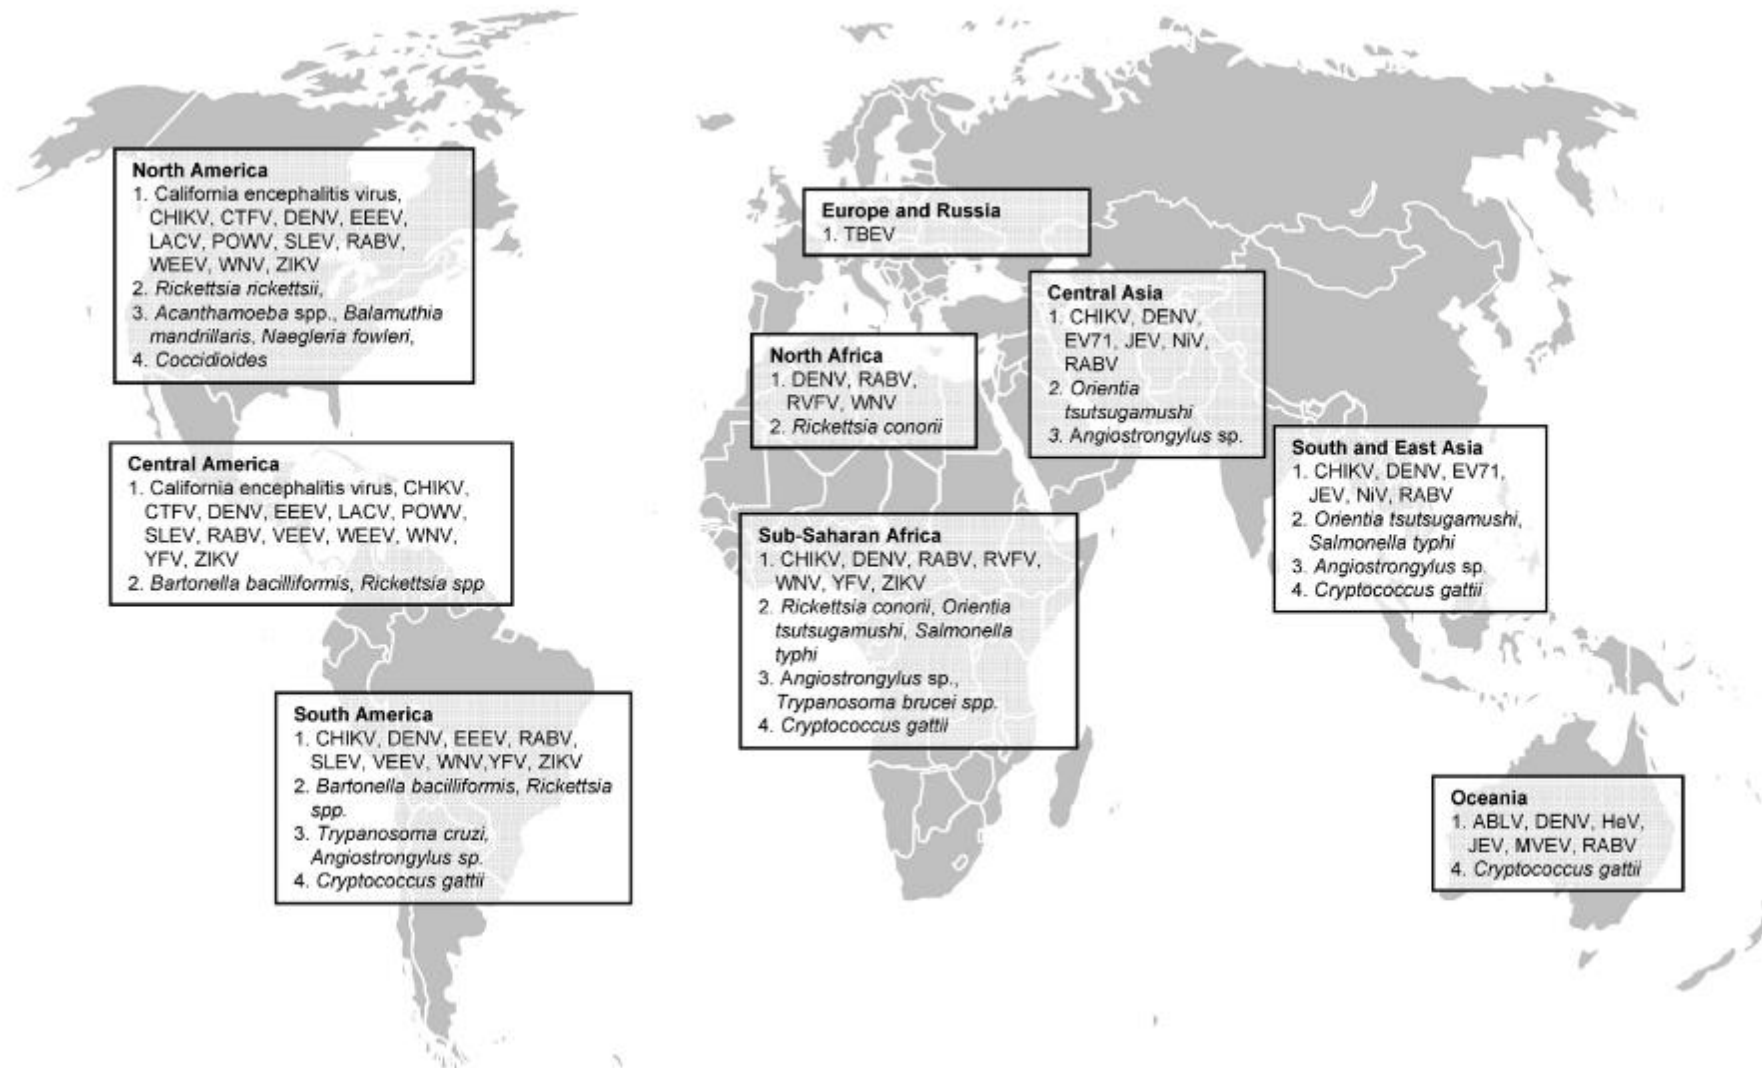 North America
1. California encephalitis virus,
CHIKV, CTFV, DENV, EEEV,
LACV, POWV, SLEV, RABV,
WEEV, WNV, ZIKV
2. Rickettsia rickettsii,
3. Acanthamoeba spp., Balamuthia
mandrillaris, Naegleria fowleri,
4. Coccidioides
Central America
1. California encephalitis virus, CHIKV,
CTFV, DENV, EEEV, LACV, POWV,
SLEV, RABV, VEEV, WEEV, WNV,
YFV, ZIKV
2. Bartonella bacilliformis, Rickettsia spp
South America
1. CHIKV, DENV, EEEV, RABV,
SLEV, VEEV, WNV,YFV, ZIKV
2. Bartonella bacilliformis, Rickettsia
spp.
3. Trypanosoma cruzi,
Angiostrongylus sp.
4. Cryptococcus gattii
Europe and Russia
1. TBEV
North Africa
1. DENV, RABV,
RVFV, WNV
2. Rickettsia conorii
Central Asia
1. CHIKV, DENV,
EV71, JEV, NiV,
RABV
2. Orientia
tsutsugamushi
3. Angiostrongylus sp.
Sub-Saharan Africa
1. CHIKV, DENV, RABV, RVFV,
WNV, YFV, ZIKV
2. Rickettsia conorii, Orientia
tsutsugamushi, Salmonella
typhi
3. Angiostrongylus sp.,
Trypanosoma brucei spp.
4. Cryptococcus gattii
South and East Asia
1. CHIKV, DENV, EV71,
JEV, NiV, RABV
2. Orientia tsutsugamushi,
Salmonella typhi
3. Angiostrongylus sp.
4. Cryptococcus gattii
Oceania
1. ABLV, DENV, HeV,
JEV, MVEV, RABV
4. Cryptococcus gattii